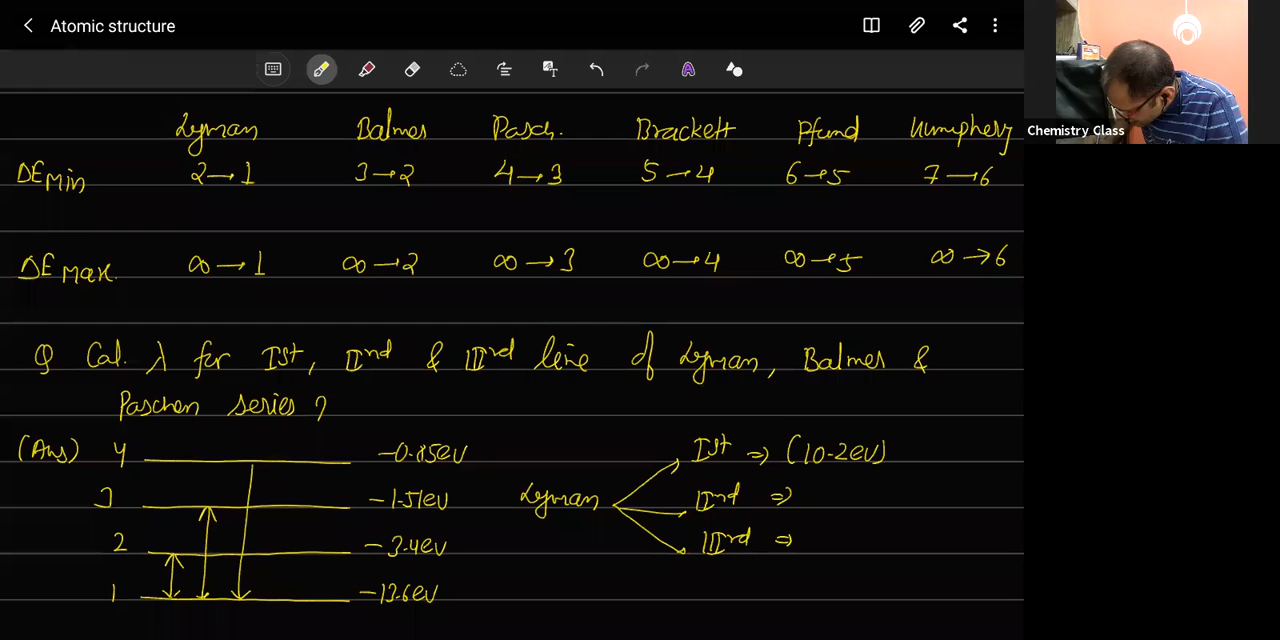 Atomic structure
Chemistry Class
Lyman Balmer Pasch. Brackett Pfund Humphery
ΔE Min 2→1 3→2 4→3 5→4 6→5 7→6
ΔE Max. ∞→1 ∞→2 ∞→3 ∞→4 ∞→5 ∞→6
Q Cal. λ for Ist, IInd & IIIrd line of Lyman, Balmer &
Paschen series ?
(Ans) 4 -0.85eV Ist ⇒ (10.2eV)
3 -1.51eV Lyman IInd ⇒
2 -3.4eV IIIrd ⇒
1 -13.6eV